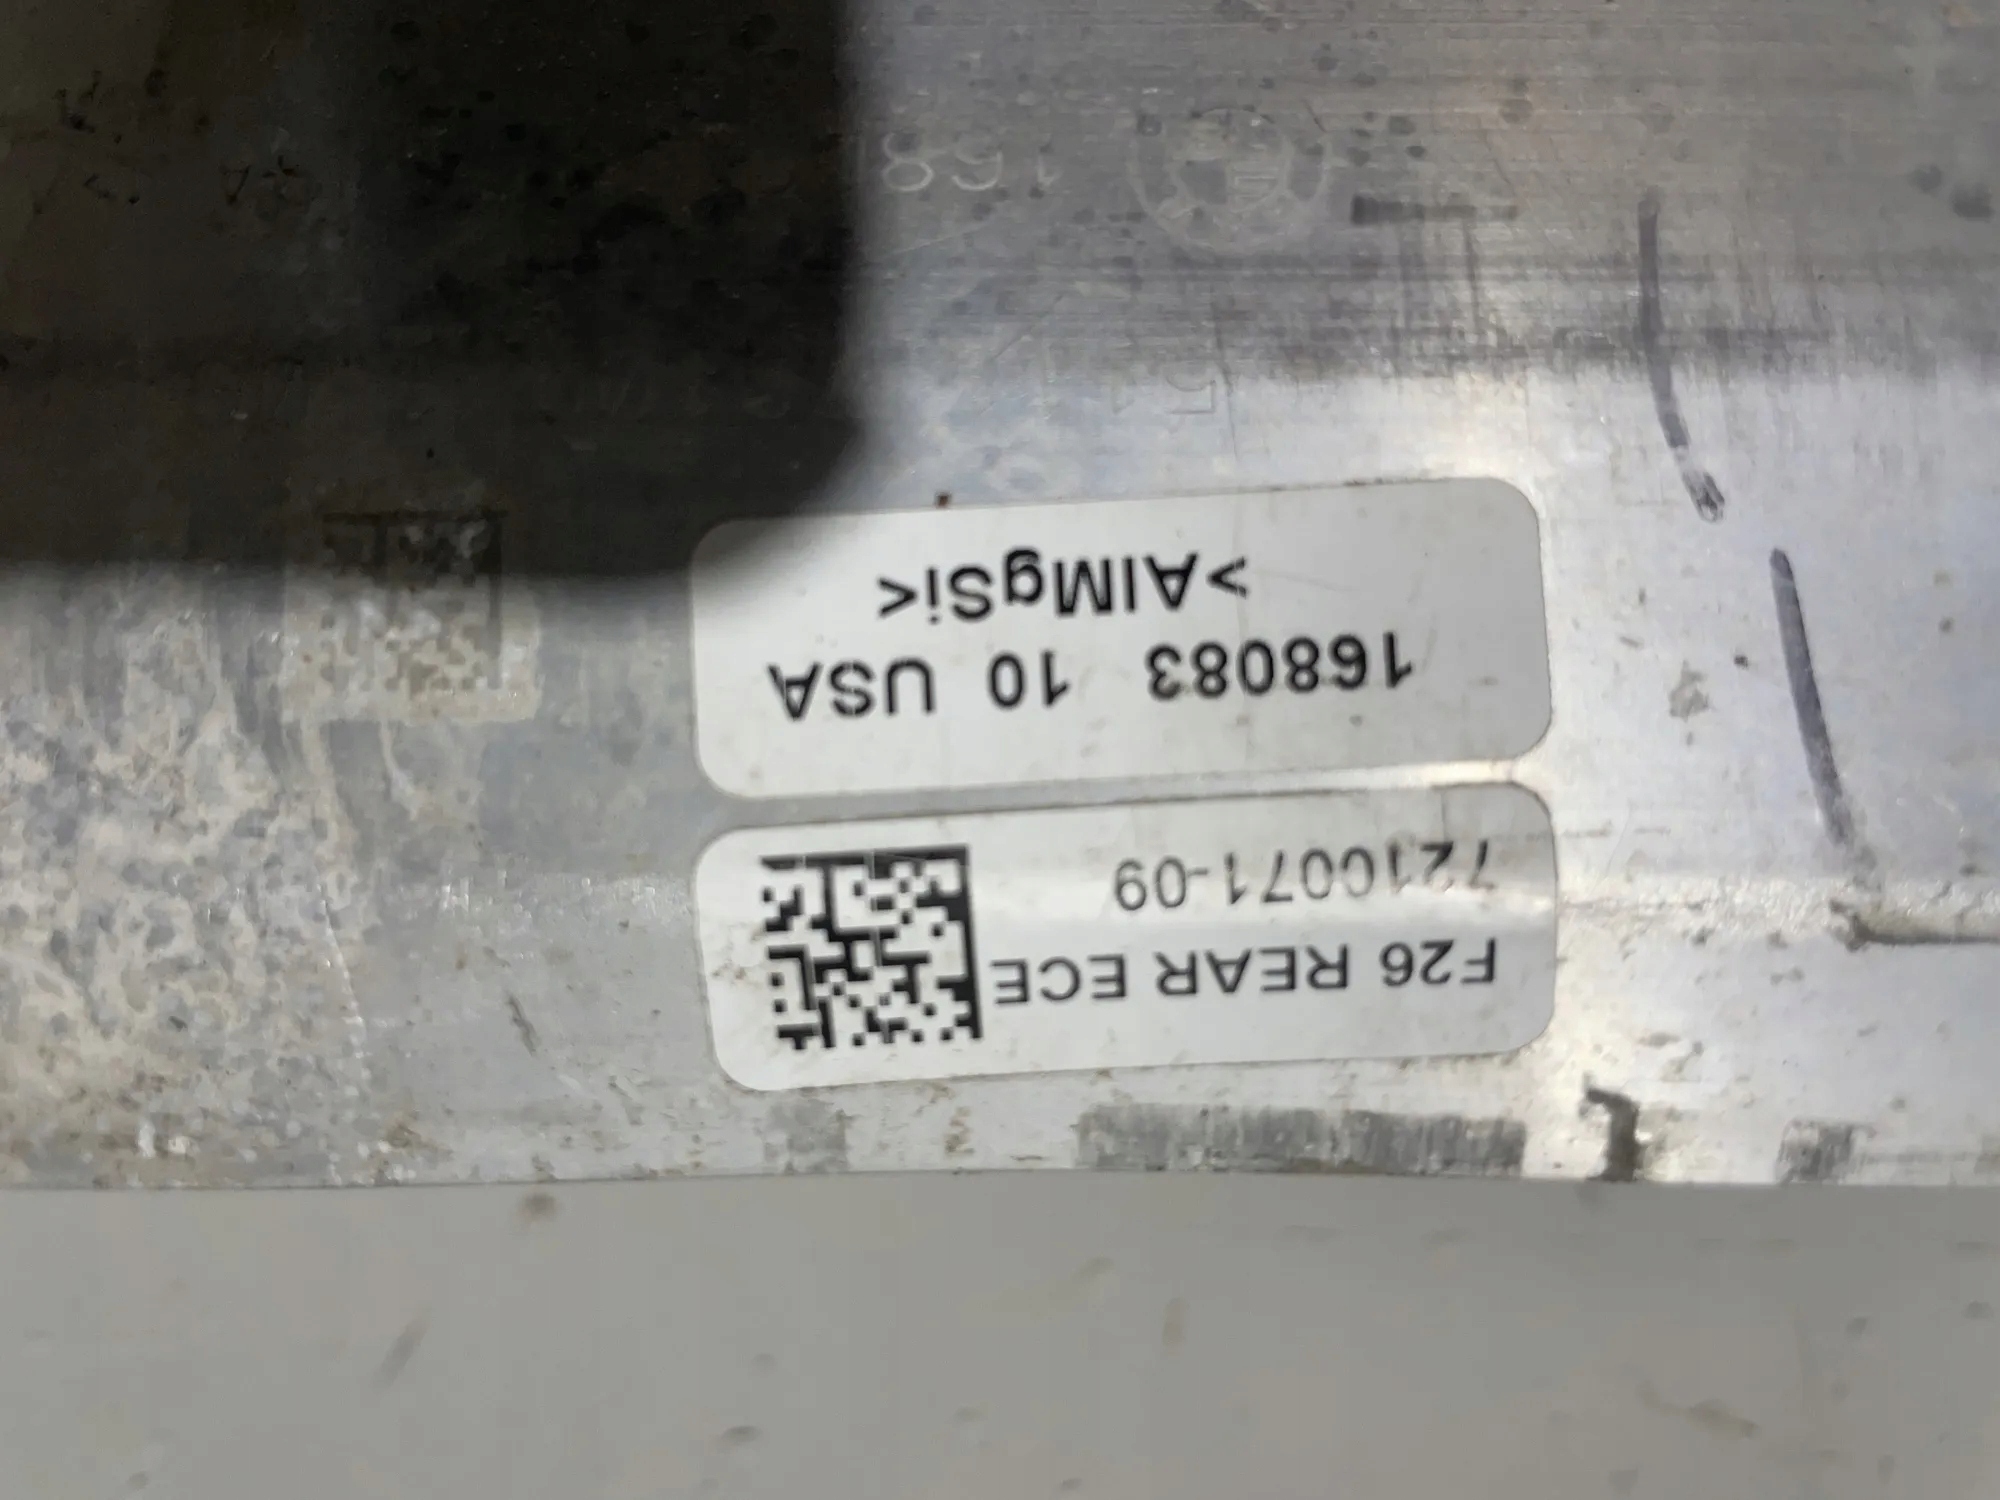 F26 REAR ECE
7210071-09
168083 10 USA
>AlMgSi<